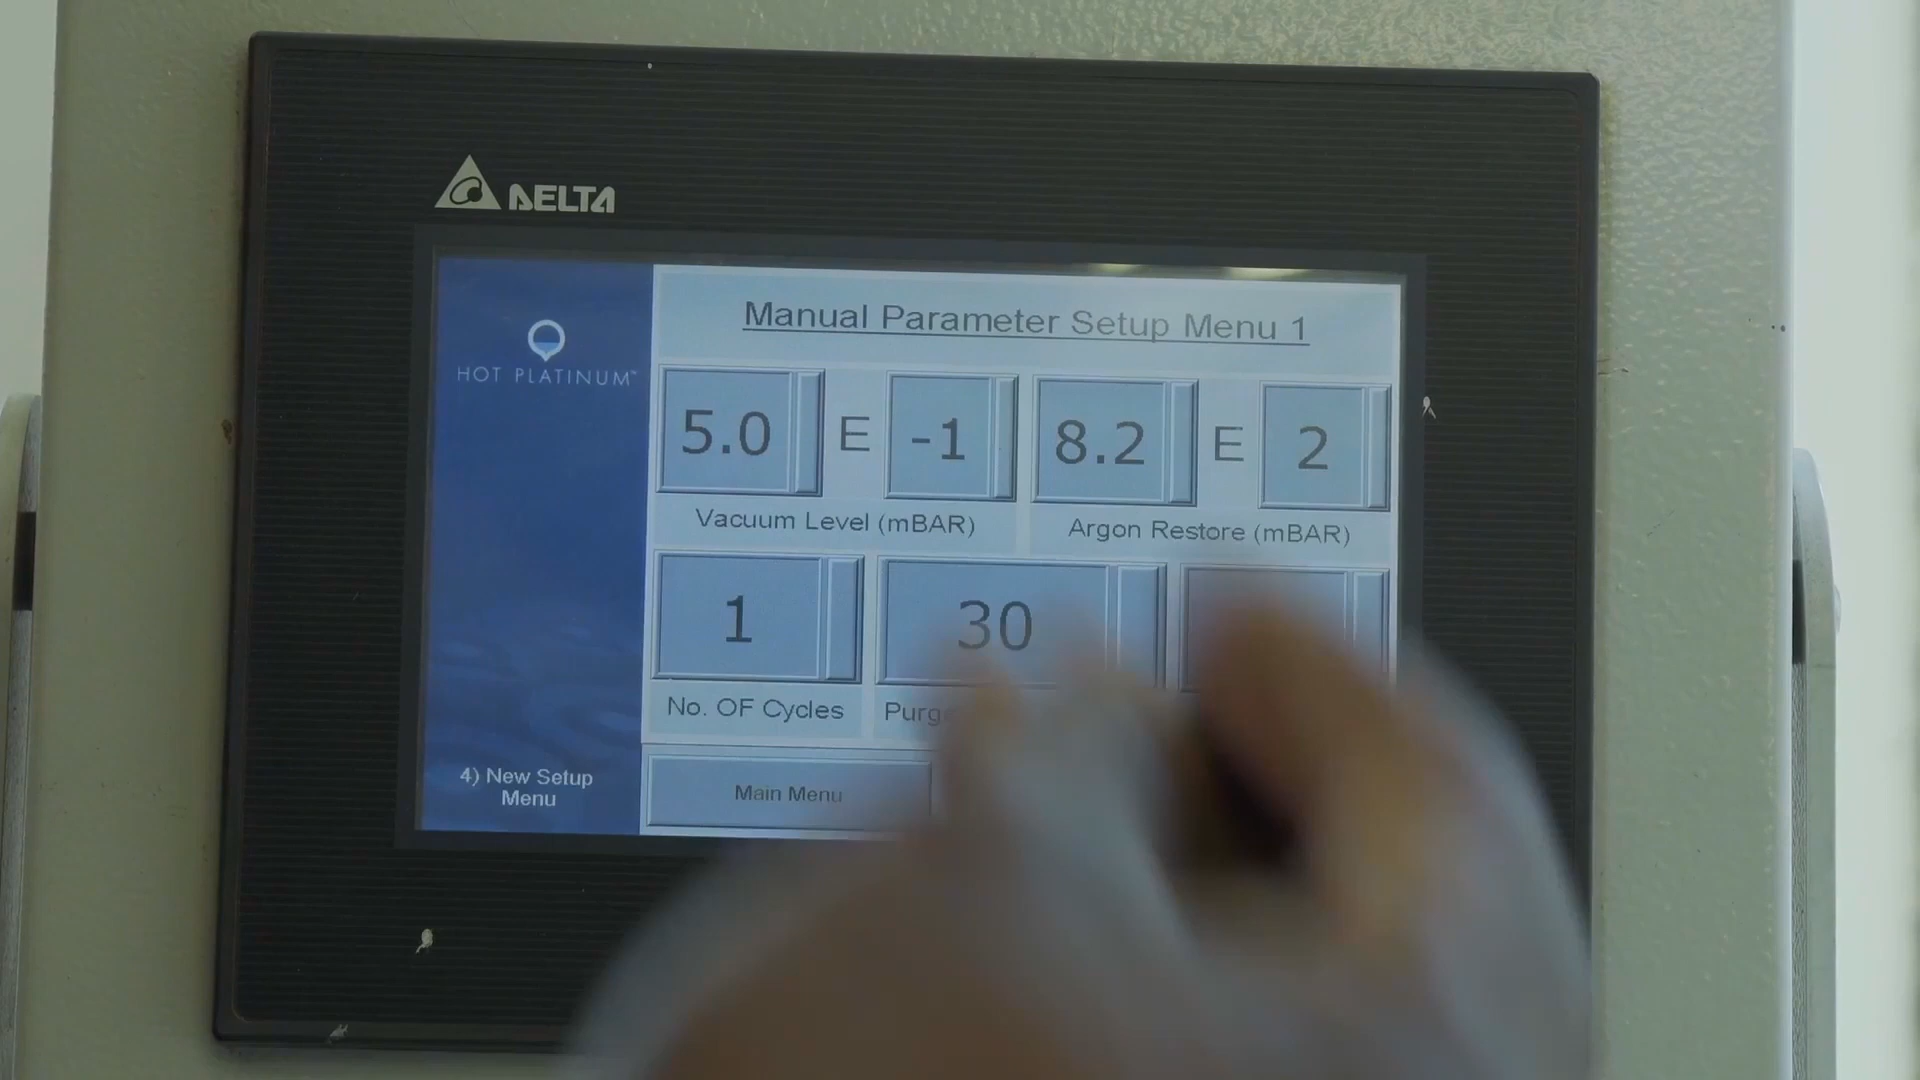 DELTA
HOT PLATINUM™
Manual Parameter Setup Menu 1
5.0 E -1 8.2 E 2
Vacuum Level (mBAR) Argon Restore (mBAR)
1 30
No. OF Cycles
4) New Setup
Menu
Main Menu